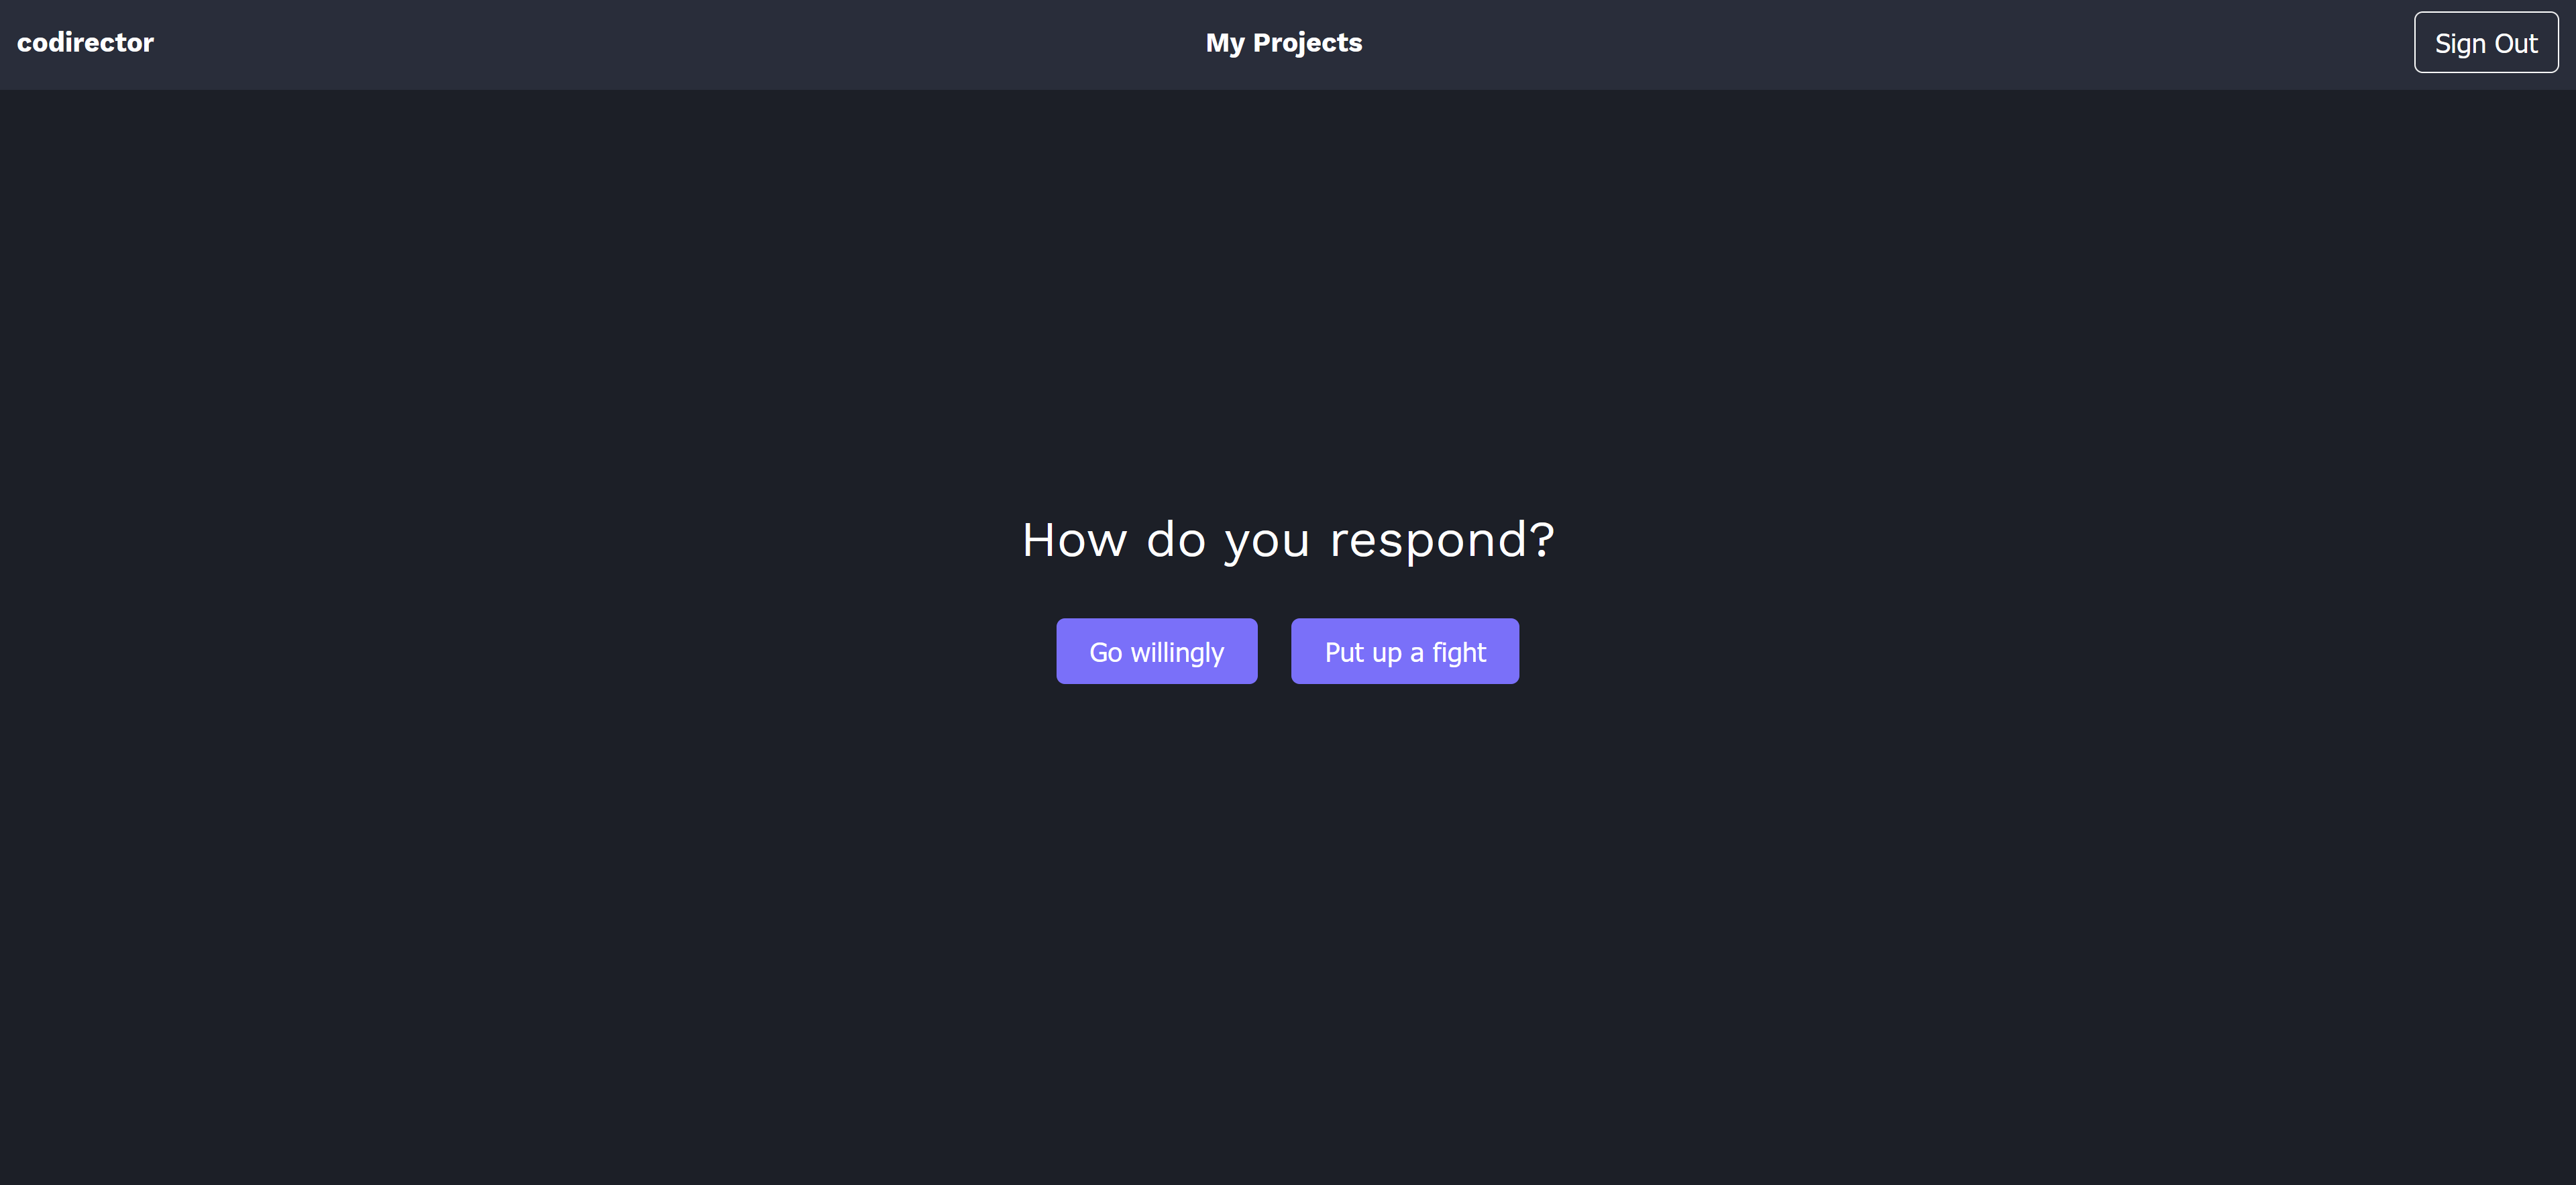 codirector
My Projects
Sign Out
How do you respond?
Go willingly
Put up a fight